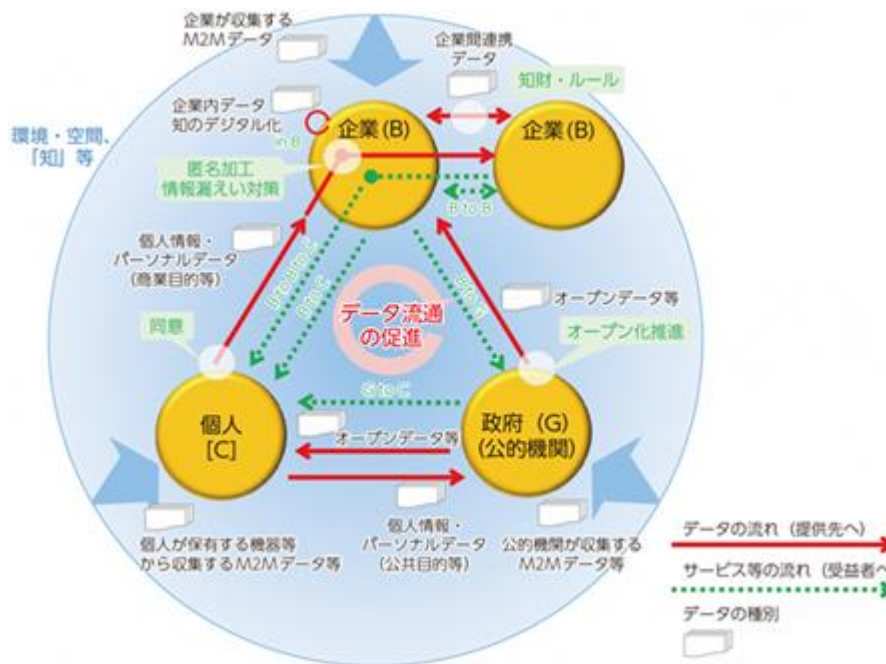 企業が収集する
M2Mデータ
企業間連携
データ
知財・ルール
企業内データ
知のデジタル化
in B
企業(B)
企業(B)
環境・空間、
「知」等
匿名加工
情報漏えい対策
B to B
個人情報・
パーソナルデータ
（商業目的等）
B to B to C
B to C
B to G
オープンデータ等
データ流通
の促進
同意
オープン化推進
G to C
個人
[C]
オープンデータ等
政府（G）
(公的機関)
個人が保有する機器等
から収集するM2Mデータ等
個人情報・
パーソナルデータ
（公共目的等）
公的機関が収集する
M2Mデータ等
データの流れ（提供先へ）
サービス等の流れ（受益者へ
データの種別